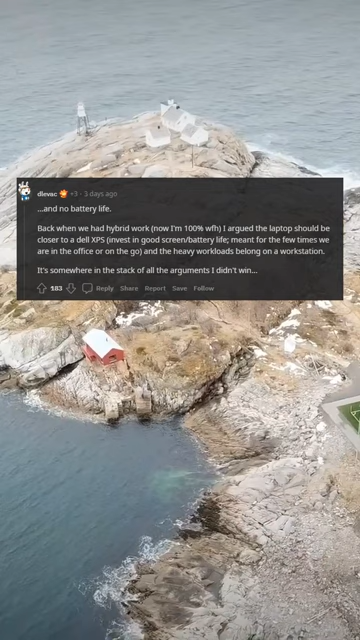 dlevac +3 · 3 days ago
...and no battery life.
Back when we had hybrid work (now I'm 100% wfh) I argued the laptop should be
closer to a dell XPS (invest in good screen/battery life; meant for the few times we
are in the office or on the go) and the heavy workloads belong on a workstation.
It's somewhere in the stack of all the arguments I didn't win...
583 Reply Share Report Save Follow